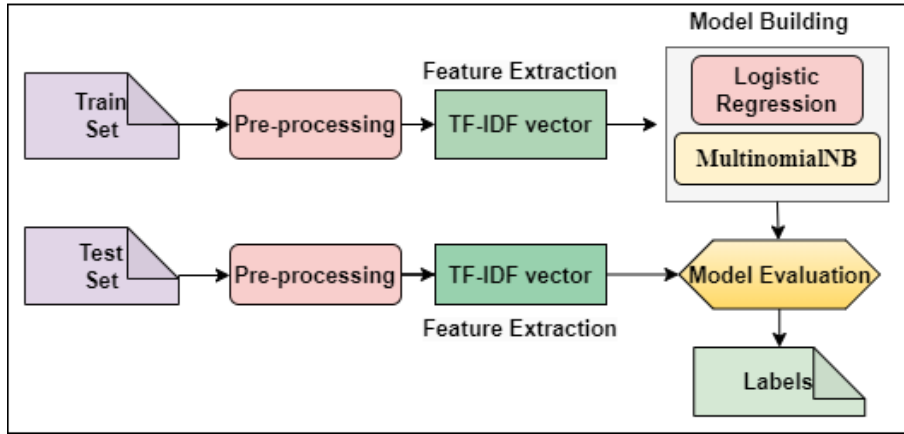 Model Building
Feature Extraction
Logistic
Regression
Train
Set
Pre-processing
TF-IDF vector
MultinomialNB
Test
Set
Pre-processing
TF-IDF vector
Model Evaluation
Feature Extraction
Labels